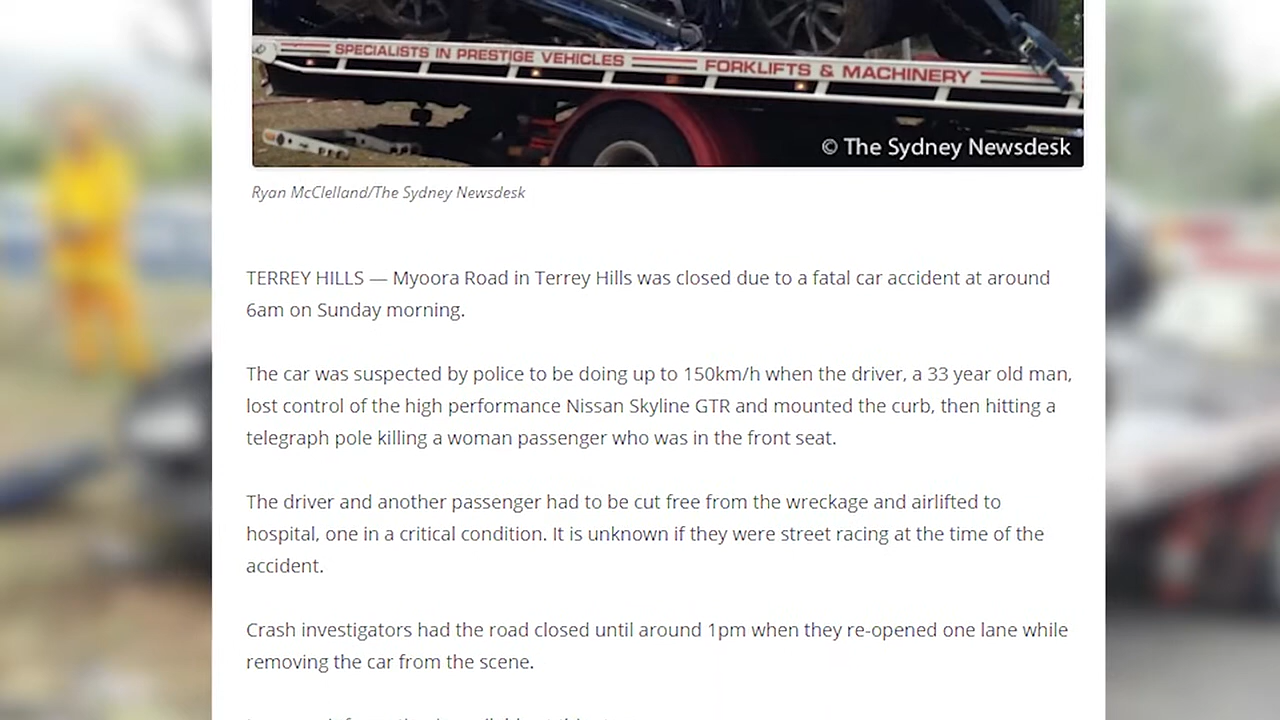 SPECIALISTS IN PRESTIGE VEHICLES FORKLIFTS & MACHINERY
© The Sydney Newsdesk
Ryan McClelland/The Sydney Newsdesk
TERREY HILLS — Myoora Road in Terrey Hills was closed due to a fatal car accident at around
6am on Sunday morning.
The car was suspected by police to be doing up to 150km/h when the driver, a 33 year old man,
lost control of the high performance Nissan Skyline GTR and mounted the curb, then hitting a
telegraph pole killing a woman passenger who was in the front seat.
The driver and another passenger had to be cut free from the wreckage and airlifted to
hospital, one in a critical condition. It is unknown if they were street racing at the time of the
accident.
Crash investigators had the road closed until around 1pm when they re-opened one lane while
removing the car from the scene.